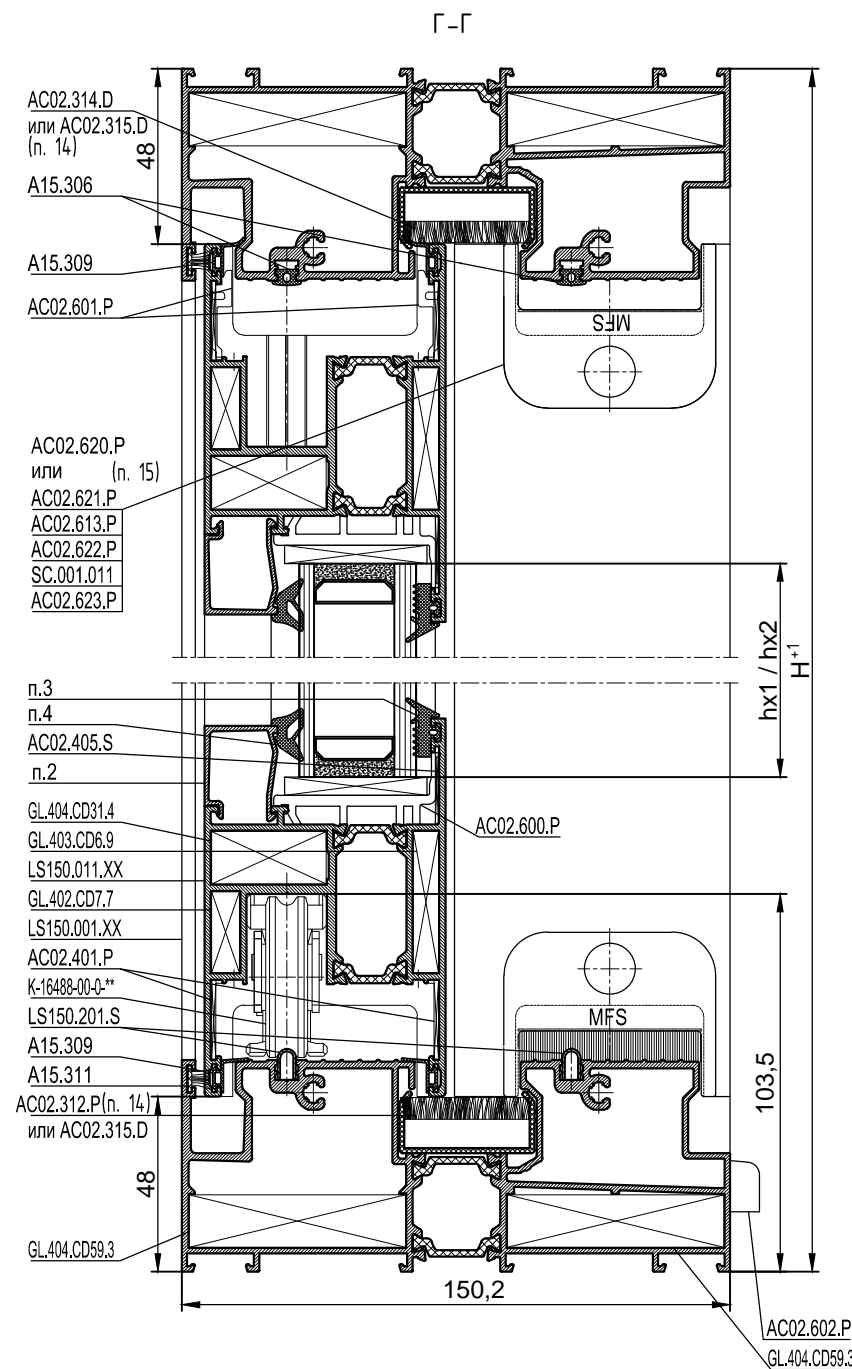 Г-Г
AC02.314.D
или AC02.315.D
(п. 14)
A15.306
A15.309
AC02.601.P
48
MFS
AC02.620.P
или (п. 15)
AC02.621.P
AC02.613.P
AC02.622.P
SC.001.011
AC02.623.P
hx1 / hx2
H+1
п.3
п.4
AC02.405.S
п.2
GL.404.CD31.4
GL.403.CD6.9
AC02.600.P
LS150.011.XX
GL.402.CD7.7
LS150.001.XX
AC02.401.P
K-16488-00-0-**
LS150.201.S
MFS
A15.309
A15.311
AC02.312.P(п. 14)
или AC02.315.D
103,5
48
GL.404.CD59.3
150,2
AC02.602.P
GL.404.CD59.3